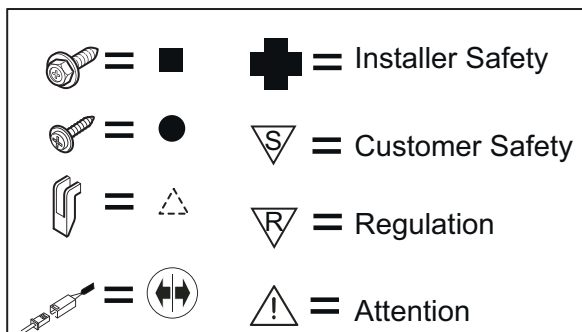 = = Installer Safety
= S = Customer Safety
= R = Regulation
= ! = Attention